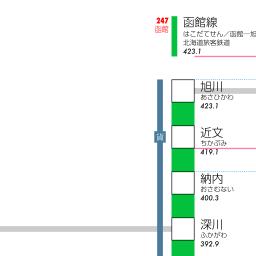 247
函館
函館線
はこだてせん／函館―旭
北海道旅客鉄道
423.1
旭川
あさひかわ
423.1
貨
近文
ちかぶみ
419.1
納内
おさむない
400.3
深川
ふかがわ
392.9